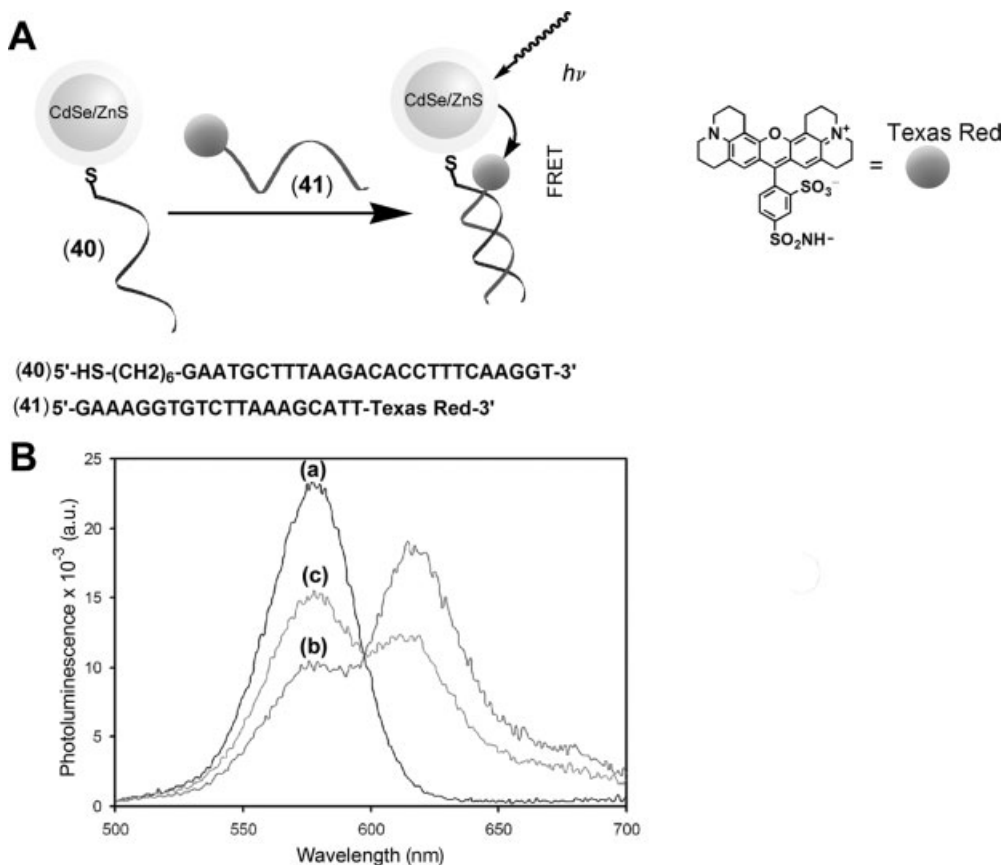 A
CdSe/ZnS
S
(40)
(41)
CdSe/ZnS
S
hν
FRET
N
O
N+
SO3−
SO2NH−
= Texas Red
(40) 5'-HS-(CH2)6-GAATGCTTTAAGACACCTTTCAAGGT-3'
(41) 5'-GAAAGGTGTCTTAAAGCATT-Texas Red-3'
B
Photoluminescence x 10-3 (a.u.)
25
20
15
10
5
0
(a)
(c)
(b)
500 550 600 650 700
Wavelength (nm)